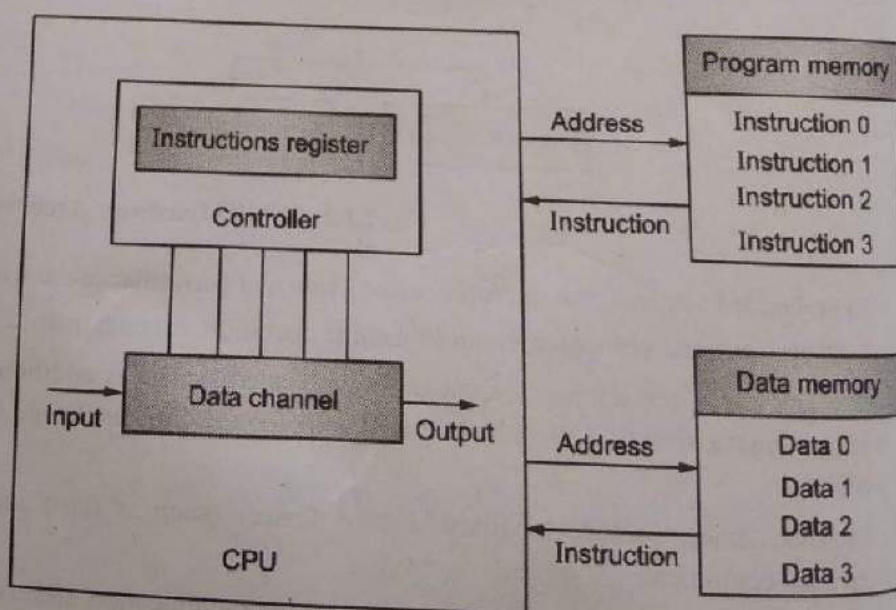 Instructions register
Controller
Data channel
Input
Output
CPU
Address
Instruction
Program memory
Instruction 0
Instruction 1
Instruction 2
Instruction 3
Address
Instruction
Data memory
Data 0
Data 1
Data 2
Data 3